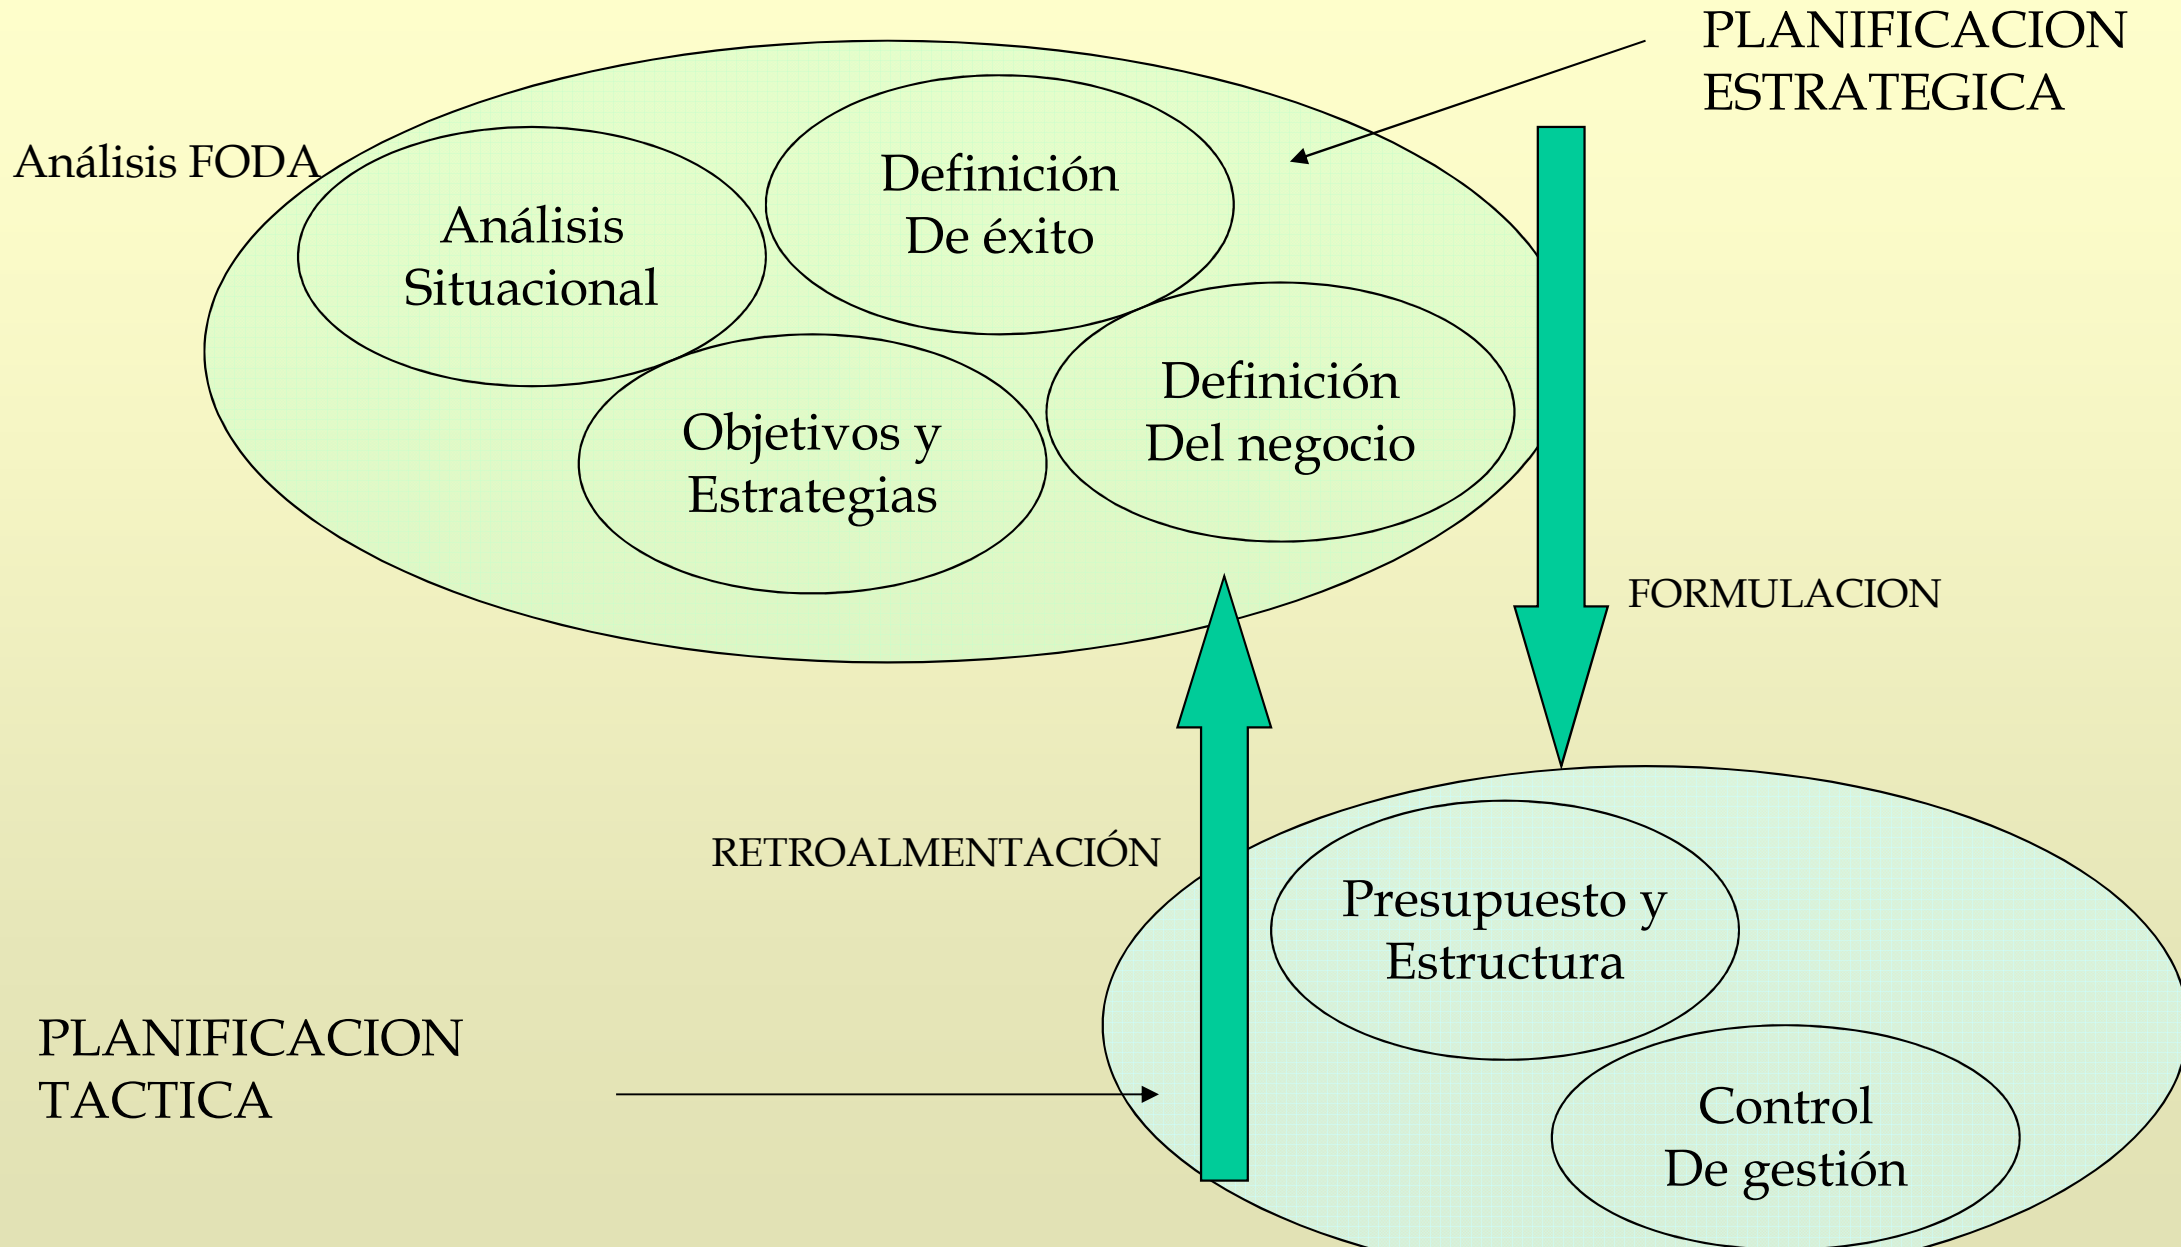 PLANIFICACION
ESTRATEGICA
Análisis FODA
Definición
De éxito
Análisis
Situacional
Definición
Del negocio
Objetivos y
Estrategias
FORMULACION
RETROALMENTACIÓN
Presupuesto y
Estructura
PLANIFICACION
TACTICA
Control
De gestión